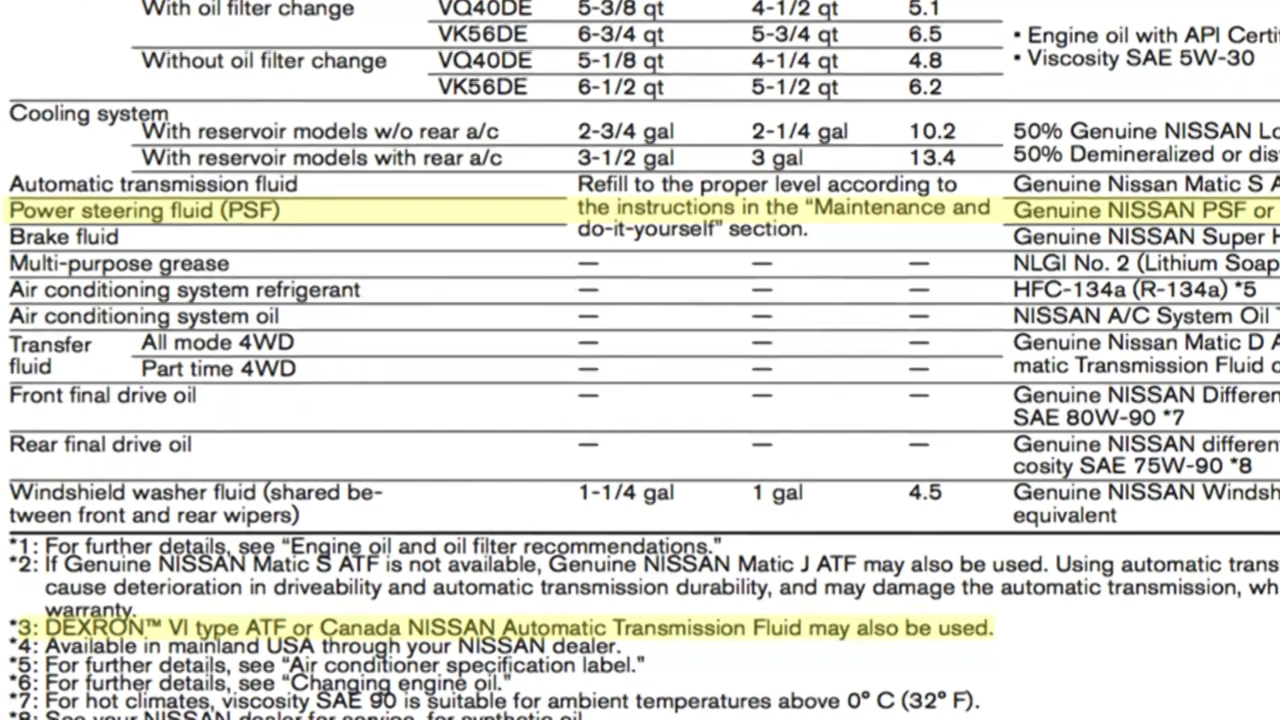 With oil filter change VQ40DE 5-3/8 qt 4-1/2 qt 5.1
VK56DE 6-3/4 qt 5-3/4 qt 6.5
• Engine oil with API Certi
Without oil filter change VQ40DE 5-1/8 qt 4-1/4 qt 4.8
• Viscosity SAE 5W-30
VK56DE 6-1/2 qt 5-1/2 qt 6.2
Cooling system
With reservoir models w/o rear a/c 2-3/4 gal 2-1/4 gal 10.2 50% Genuine NISSAN Lo
With reservoir models with rear a/c 3-1/2 gal 3 gal 13.4 50% Demineralized or dis
Automatic transmission fluid Refill to the proper level according to Genuine Nissan Matic S A
Power steering fluid (PSF) the instructions in the “Maintenance and Genuine NISSAN PSF or
Brake fluid do-it-yourself” section. Genuine NISSAN Super H
Multi-purpose grease — — — NLGI No. 2 (Lithium Soap
Air conditioning system refrigerant — — — HFC-134a (R-134a) *5
Air conditioning system oil — — — NISSAN A/C System Oil T
Transfer All mode 4WD — — — Genuine Nissan Matic D A
fluid Part time 4WD — — — matic Transmission Fluid o
Front final drive oil — — — Genuine NISSAN Differen
SAE 80W-90 *7
Rear final drive oil — — — Genuine NISSAN different
cosity SAE 75W-90 *8
Windshield washer fluid (shared be- 1-1/4 gal 1 gal 4.5 Genuine NISSAN Windsh
tween front and rear wipers) equivalent
*1: For further details, see “Engine oil and oil filter recommendations.”
*2: If Genuine NISSAN Matic S ATF is not available, Genuine NISSAN Matic J ATF may also be used. Using automatic trans
cause deterioration in driveability and automatic transmission durability, and may damage the automatic transmission, wh
warranty.
*3: DEXRON™ VI type ATF or Canada NISSAN Automatic Transmission Fluid may also be used.
*4: Available in mainland USA through your NISSAN dealer.
*5: For further details, see “Air conditioner specification label.”
*6: For further details, see “Changing engine oil.”
*7: For hot climates, viscosity SAE 90 is suitable for ambient temperatures above 0° C (32° F).
*8: See your NISSAN dealer for service, for synthetic oil.